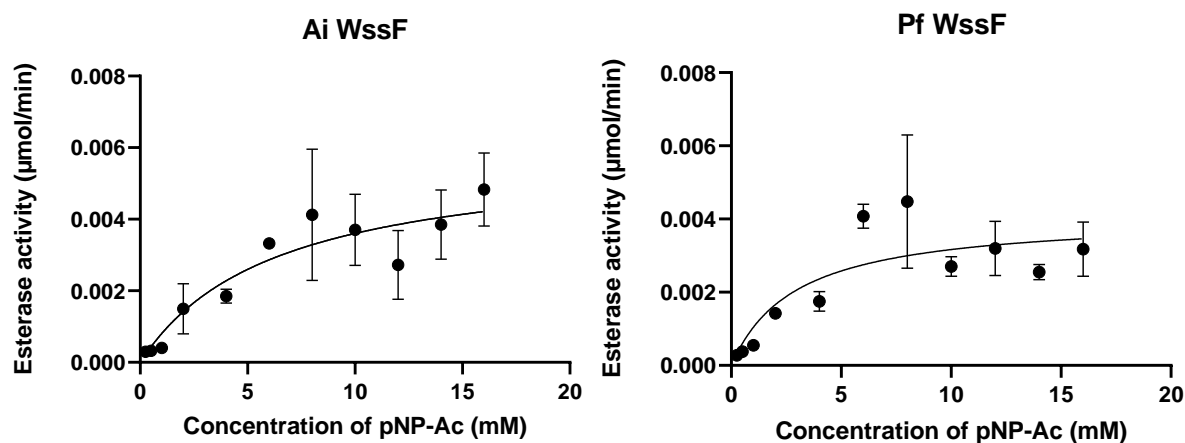 Ai WssF
Esterase activity (µmol/min)
0.008
0.006
0.004
0.002
0.000
0 5 10 15 20
Concentration of pNP-Ac (mM)
Pf WssF
Esterase activity (µmol/min)
0.008
0.006
0.004
0.002
0.000
0 5 10 15 20
Concentration of pNP-Ac (mM)